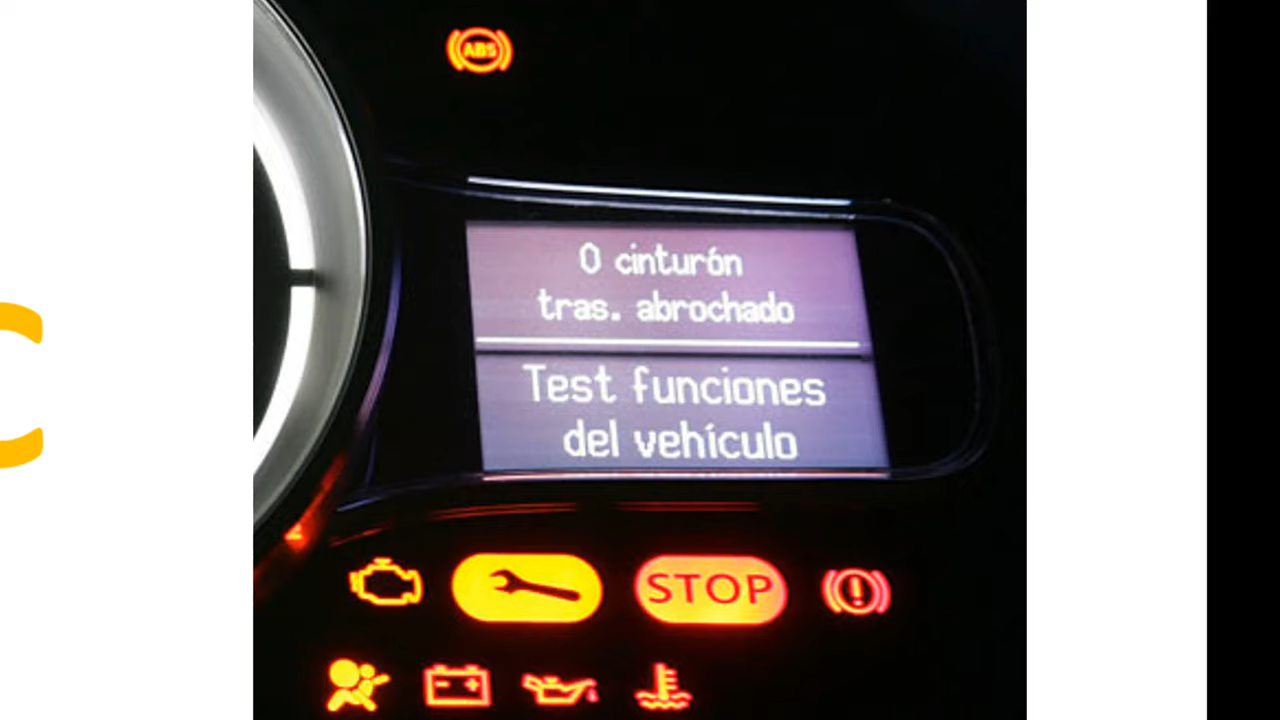 ABS
0 cinturón
tras. abrochado
Test funciones
del vehículo
STOP